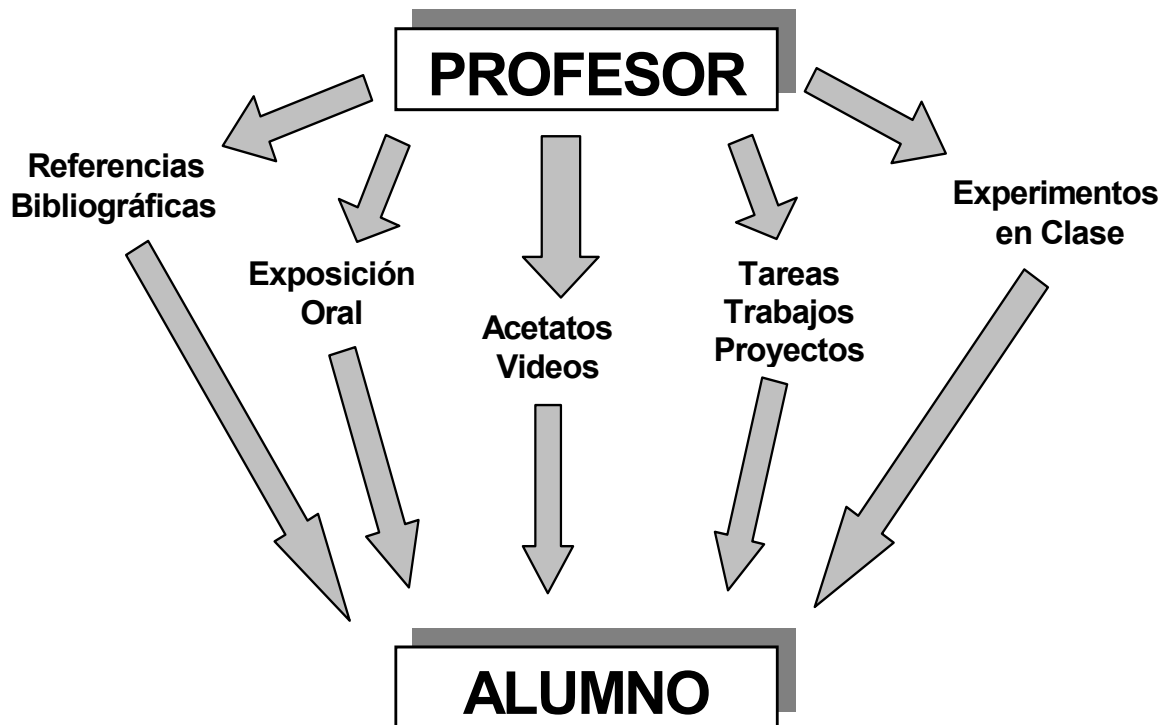 PROFESOR
Referencias
Bibliográficas
Exposición
Oral
Acetatos
Videos
Tareas
Trabajos
Proyectos
Experimentos
en Clase
ALUMNO